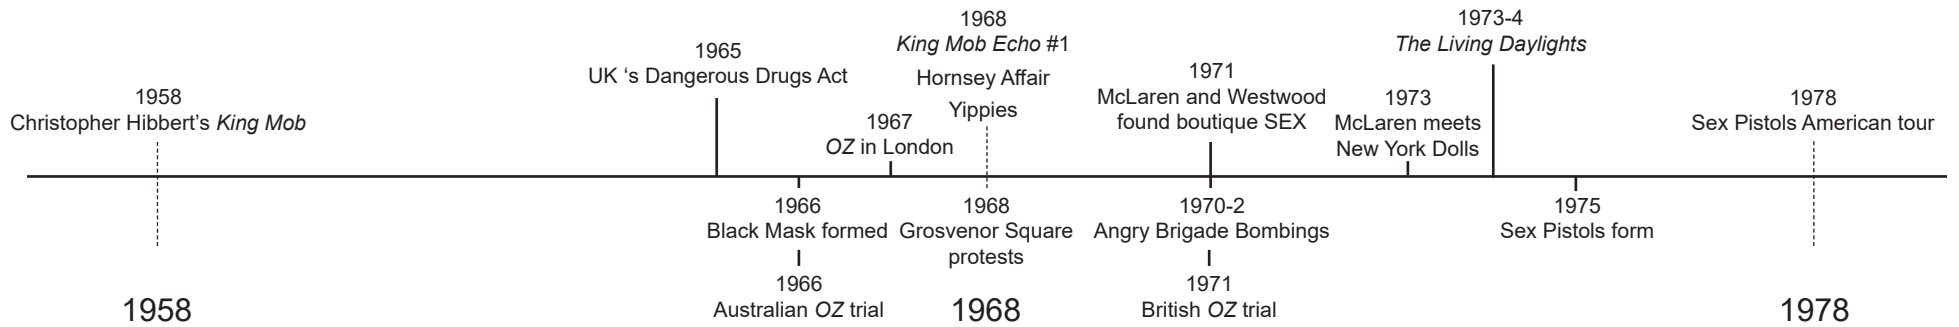 1958
Christopher Hibbert's King Mob
1965
UK ‘s Dangerous Drugs Act
1967
OZ in London
1968
King Mob Echo #1
Hornsey Affair
Yippies
1971
McLaren and Westwood
found boutique SEX
1973
McLaren meets
New York Dolls
1973-4
The Living Daylights
1978
Sex Pistols American tour
1966
Black Mask formed
1966
Australian OZ trial
1968
Grosvenor Square
protests
1970-2
Angry Brigade Bombings
1971
British OZ trial
1975
Sex Pistols form
1958
1968
1978